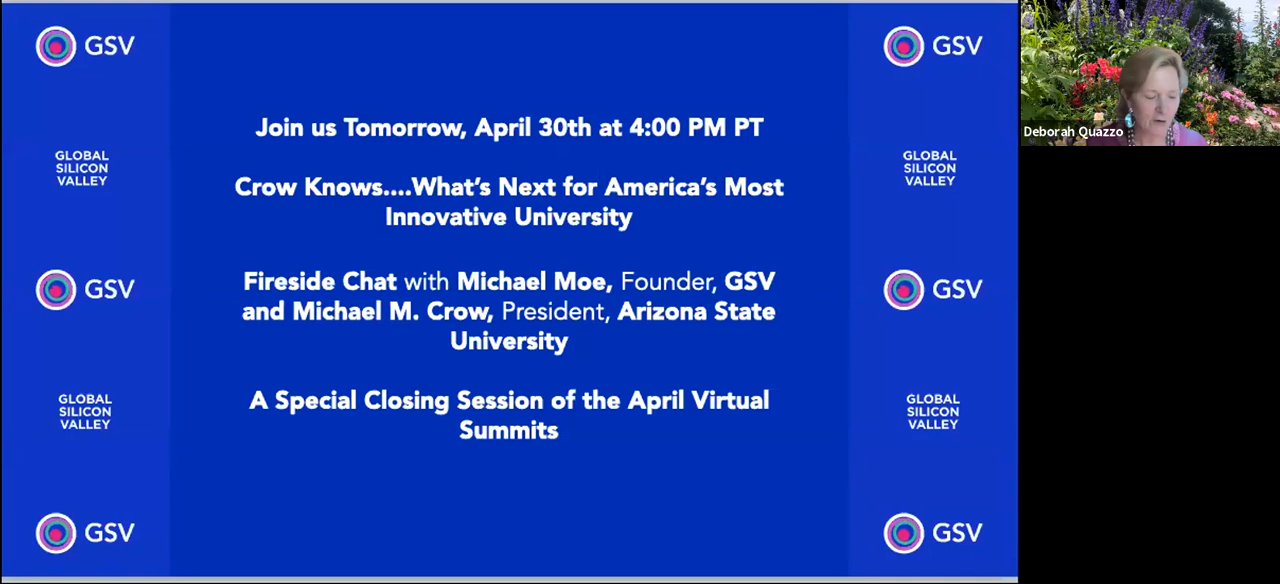 GSV
GLOBAL
SILICON
VALLEY
GSV
GLOBAL
SILICON
VALLEY
GSV
Join us Tomorrow, April 30th at 4:00 PM PT
Crow Knows....What's Next for America's Most
Innovative University
Fireside Chat with Michael Moe, Founder, GSV
and Michael M. Crow, President, Arizona State
University
A Special Closing Session of the April Virtual
Summits
GSV
GLOBAL
SILICON
VALLEY
GSV
GLOBAL
SILICON
VALLEY
GSV
Deborah Quazzo